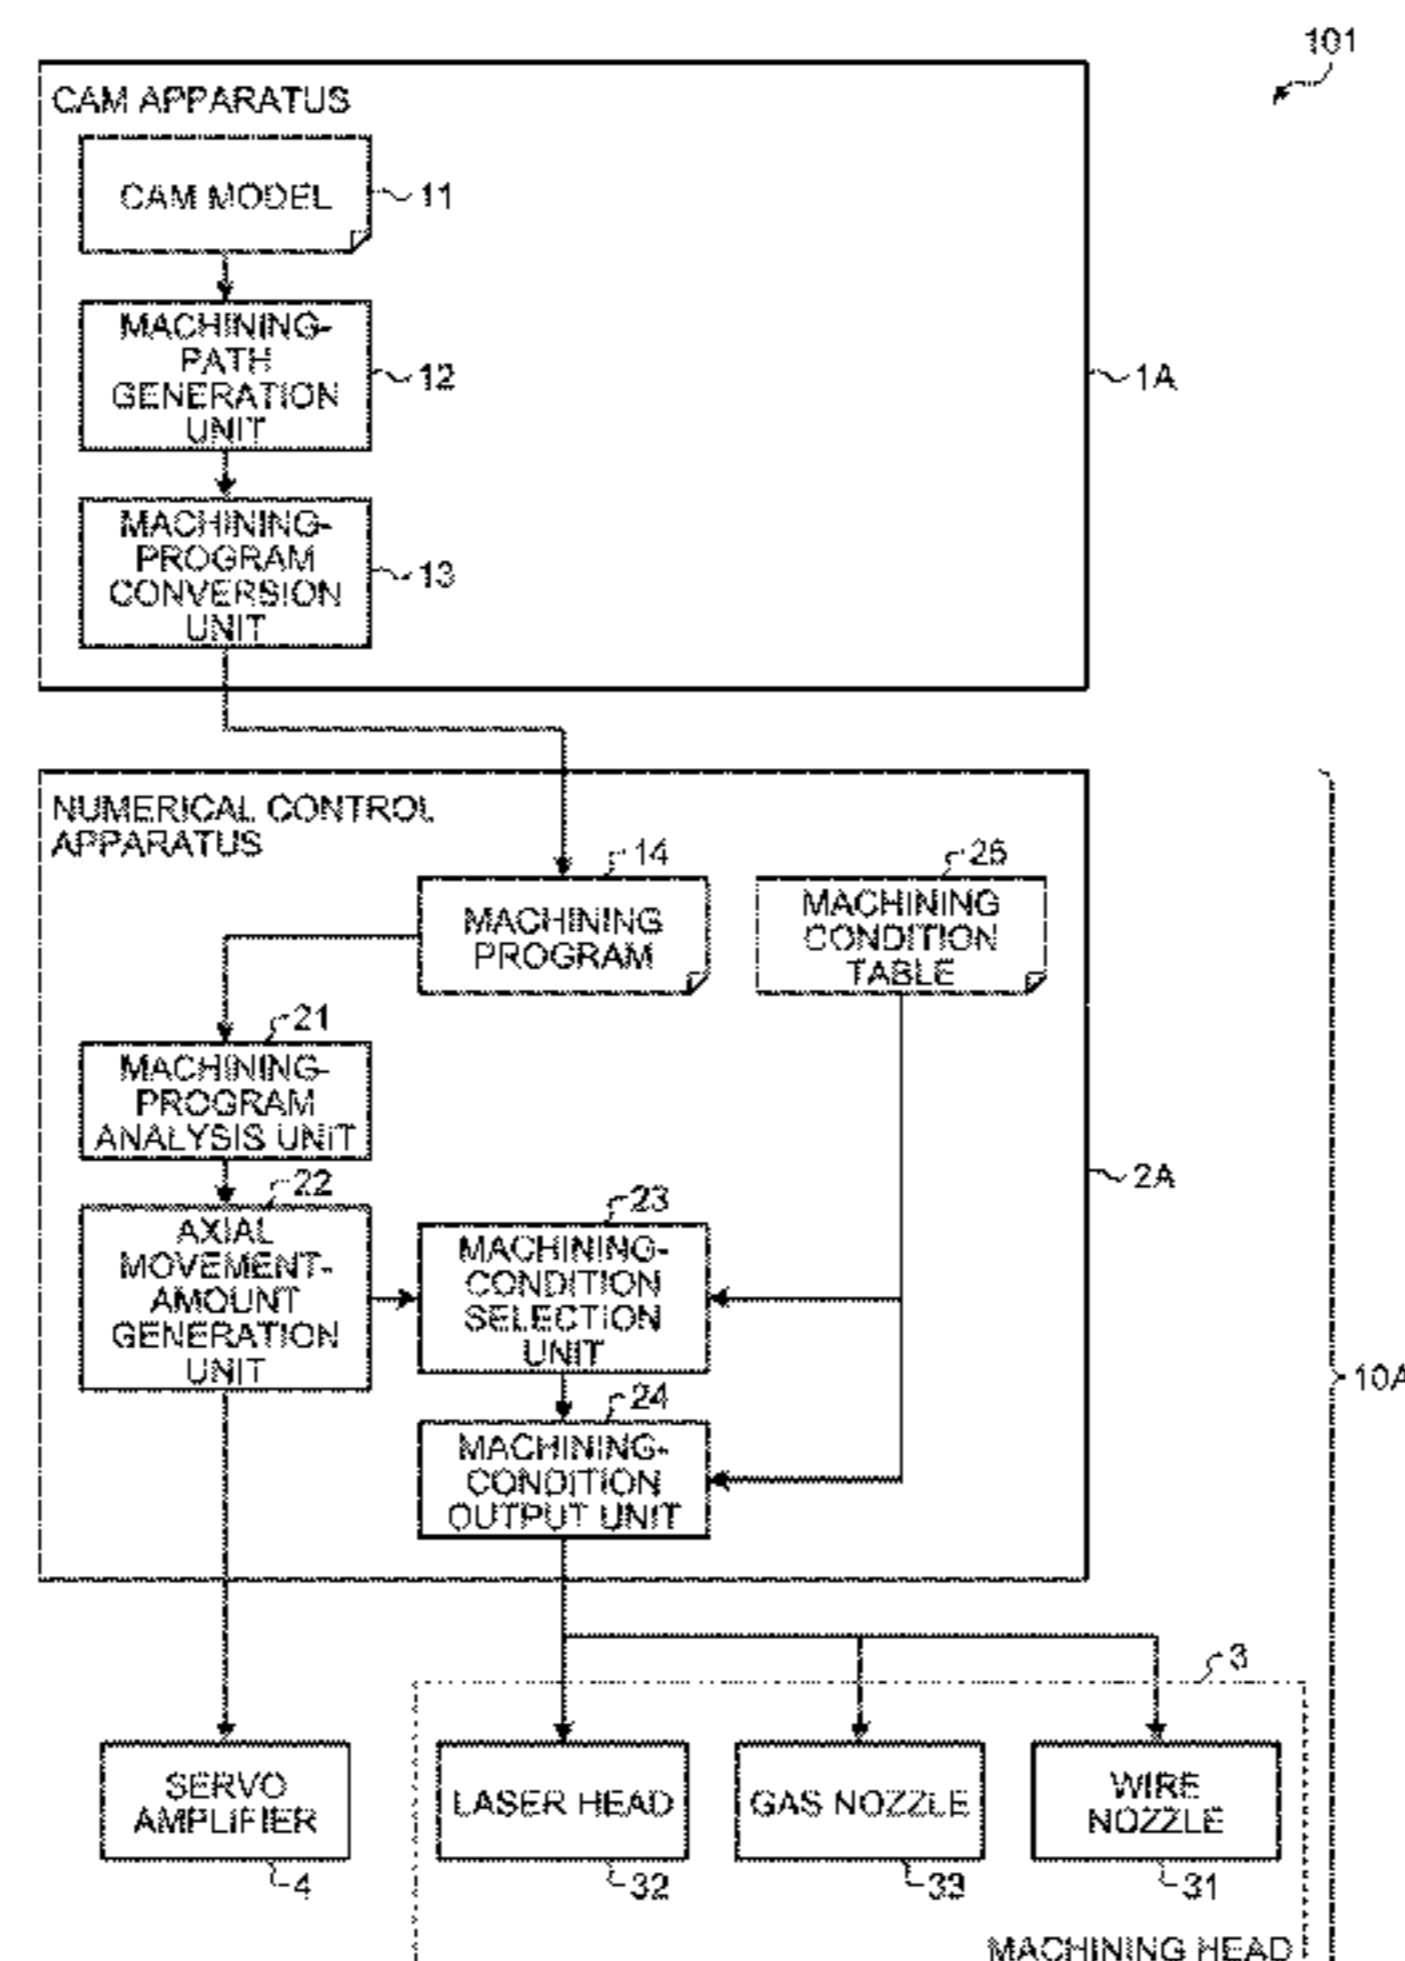 101
CAM APPARATUS
CAM MODEL
11
MACHINING-
PATH
GENERATION
UNIT
12
1A
MACHINING-
PROGRAM
CONVERSION
UNIT
13
NUMERICAL CONTROL
APPARATUS
14
MACHINING
PROGRAM
25
MACHINING
CONDITION
TABLE
21
MACHINING-
PROGRAM
ANALYSIS UNIT
2A
22
AXIAL
MOVEMENT-
AMOUNT
GENERATION
UNIT
23
MACHINING-
CONDITION
SELECTION
UNIT
10A
24
MACHINING-
CONDITION
OUTPUT UNIT
3
SERVO
AMPLIFIER
4
LASER HEAD
32
GAS NOZZLE
33
WIRE
NOZZLE
31
MACHINING HEAD